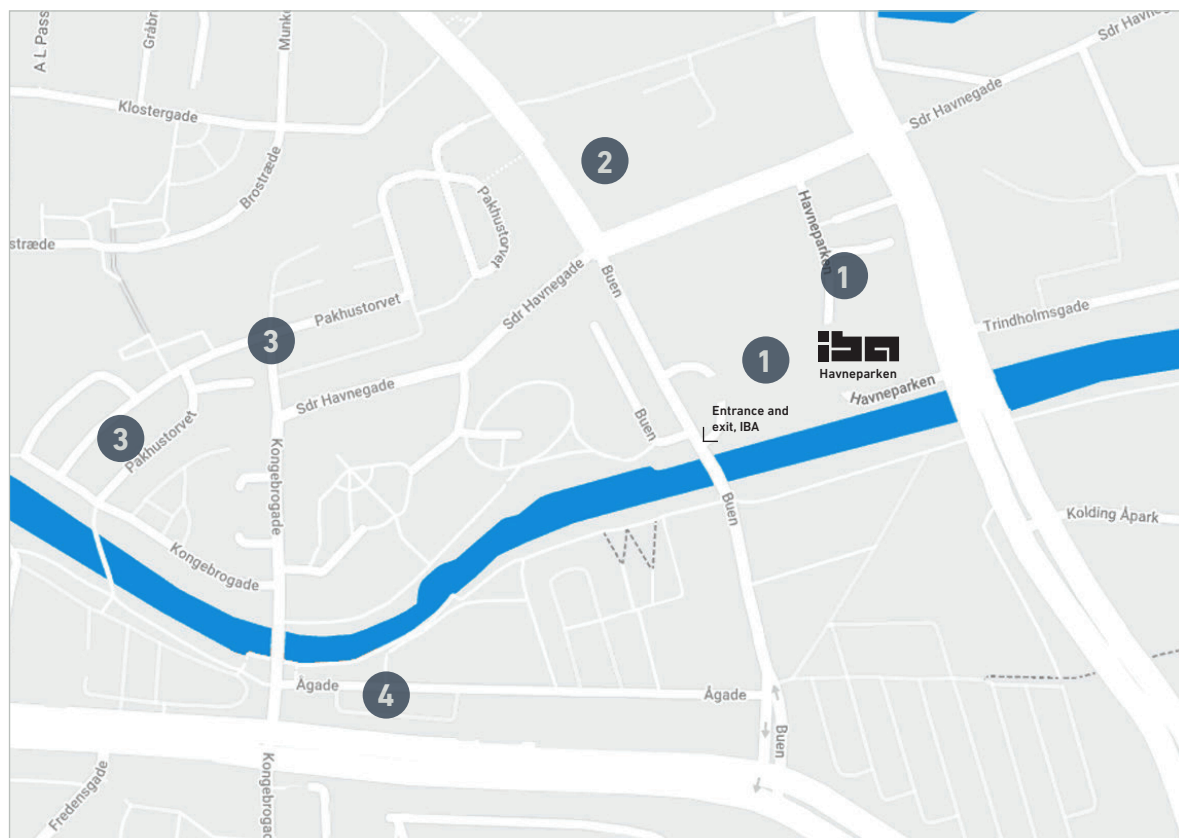 A L Pass
Gråbr
Munk
Sdr Havnega
Klostergade
Sdr Havnegade
2
Brostræde
Pakhustorvet
Havneparken
stræde
Buen
Sdr Havnegade
1
Pakhustorvet
Trindholmsgade
3
iba
1
Havneparken
Sdr Havnegade
Havneparken
Entrance and
exit, IBA
Buen
3
Pakhustorvet
Kongebrogade
Buen
Kolding Åpark
Kongebrogade
Ågade
4
Ågade
Buen
Kongebrogad
Fredensgade